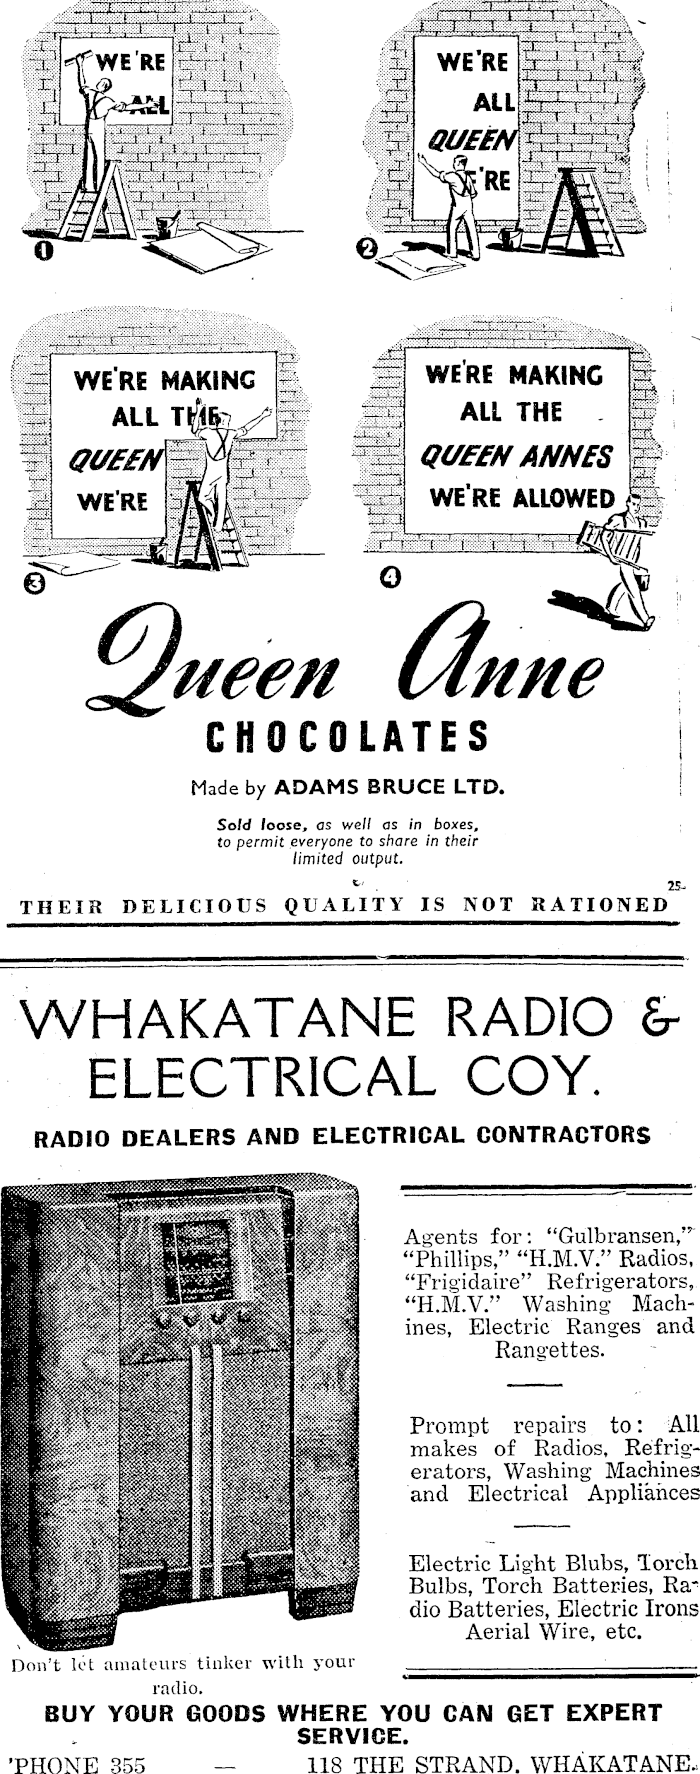 WE'RE
ALL
1
WE'RE
ALL
QUEEN
'RE
2
WE'RE MAKING
ALL THE
QUEEN
WE'RE
3
WE'RE MAKING
ALL THE
QUEEN ANNES
WE'RE ALLOWED
4
Queen Anne
CHOCOLATES
Made by ADAMS BRUCE LTD.
Sold loose, as well as in boxes,
to permit everyone to share in their
limited output.
25
THEIR DELICIOUS QUALITY IS NOT RATIONED
WHAKATANE RADIO &
ELECTRICAL COY.
RADIO DEALERS AND ELECTRICAL CONTRACTORS
Agents for: "Gulbransen,"
"Phillips," "H.M.V." Radios,
"Frigidaire" Refrigerators,
"H.M.V." Washing Mach-
ines, Electric Ranges and
Rangettes.
Prompt repairs to: All
makes of Radios, Refrig-
erators, Washing Machines
and Electrical Appliances
Electric Light Blubs, Torch
Bulbs, Torch Batteries, Ra-
dio Batteries, Electric Irons
Aerial Wire, etc.
Don't let amateurs tinker with your
radio.
BUY YOUR GOODS WHERE YOU CAN GET EXPERT
SERVICE.
'PHONE 355 — 118 THE STRAND, WHAKATANE.